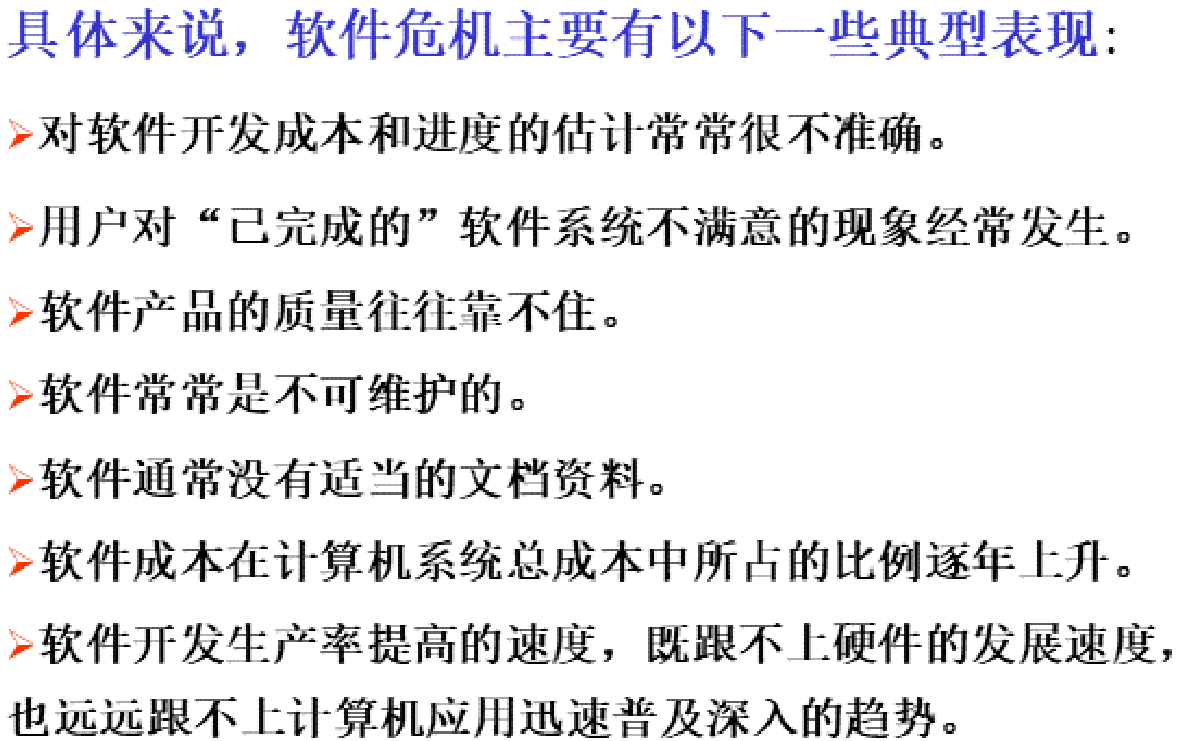 具体来说，软件危机主要有以下一些典型表现:
➢对软件开发成本和进度的估计常常很不准确。
➢用户对“已完成的”软件系统不满意的现象经常发生。
➢软件产品的质量往往靠不住。
➢软件常常是不可维护的。
➢软件通常没有适当的文档资料。
➢软件成本在计算机系统总成本中所占的比例逐年上升。
➢软件开发生产率提高的速度，既跟不上硬件的发展速度，
也远远跟不上计算机应用迅速普及深入的趋势。